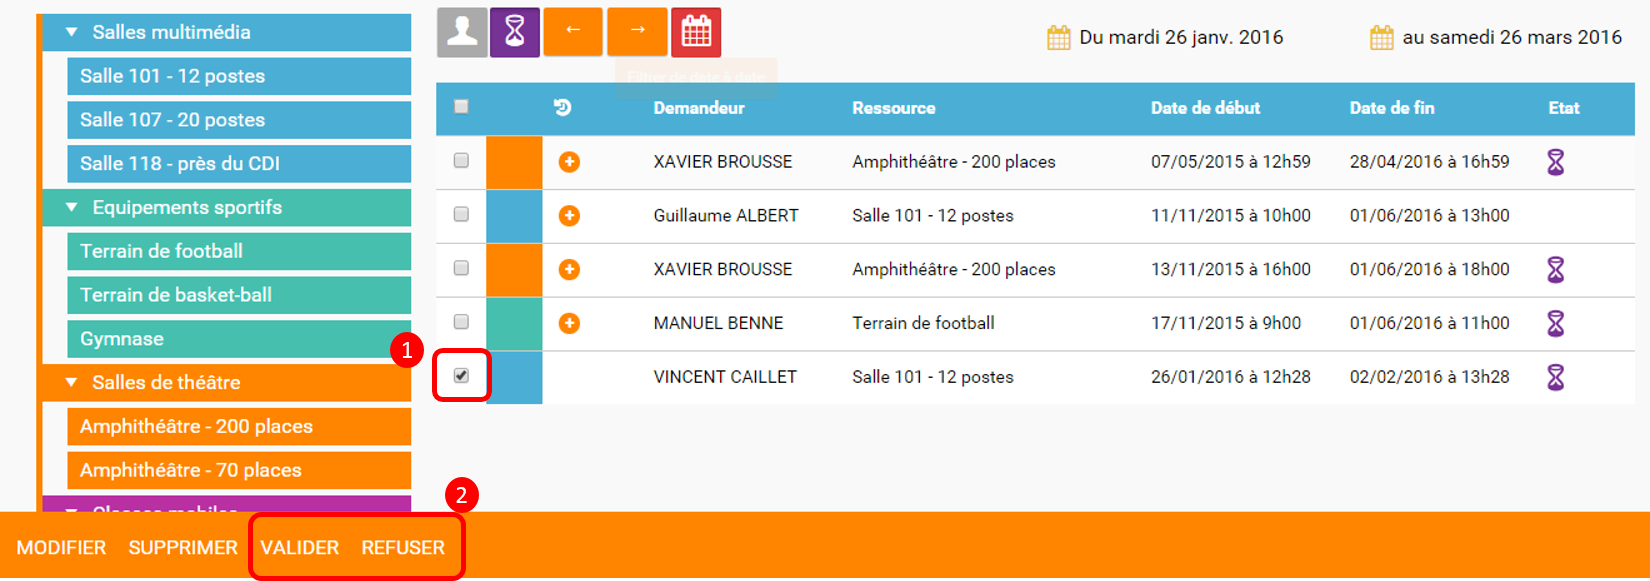 Salles multimédia
Salle 101 - 12 postes
Salle 107 - 20 postes
Salle 118 - près du CDI
Equipements sportifs
Terrain de football
Terrain de basket-ball
Gymnase
Salles de théâtre
Amphithéâtre - 200 places
Amphithéâtre - 70 places
Classes mobiles
← →
Du mardi 26 janv. 2016 au samedi 26 mars 2016
Filtrer de date à date
Demandeur Ressource Date de début Date de fin Etat
XAVIER BROUSSE Amphithéâtre - 200 places 07/05/2015 à 12h59 28/04/2016 à 16h59
Guillaume ALBERT Salle 101 - 12 postes 11/11/2015 à 10h00 01/06/2016 à 13h00
XAVIER BROUSSE Amphithéâtre - 200 places 13/11/2015 à 16h00 01/06/2016 à 18h00
MANUEL BENNE Terrain de football 17/11/2015 à 9h00 01/06/2016 à 11h00
1
VINCENT CAILLET Salle 101 - 12 postes 26/01/2016 à 12h28 02/02/2016 à 13h28
2
MODIFIER SUPPRIMER VALIDER REFUSER